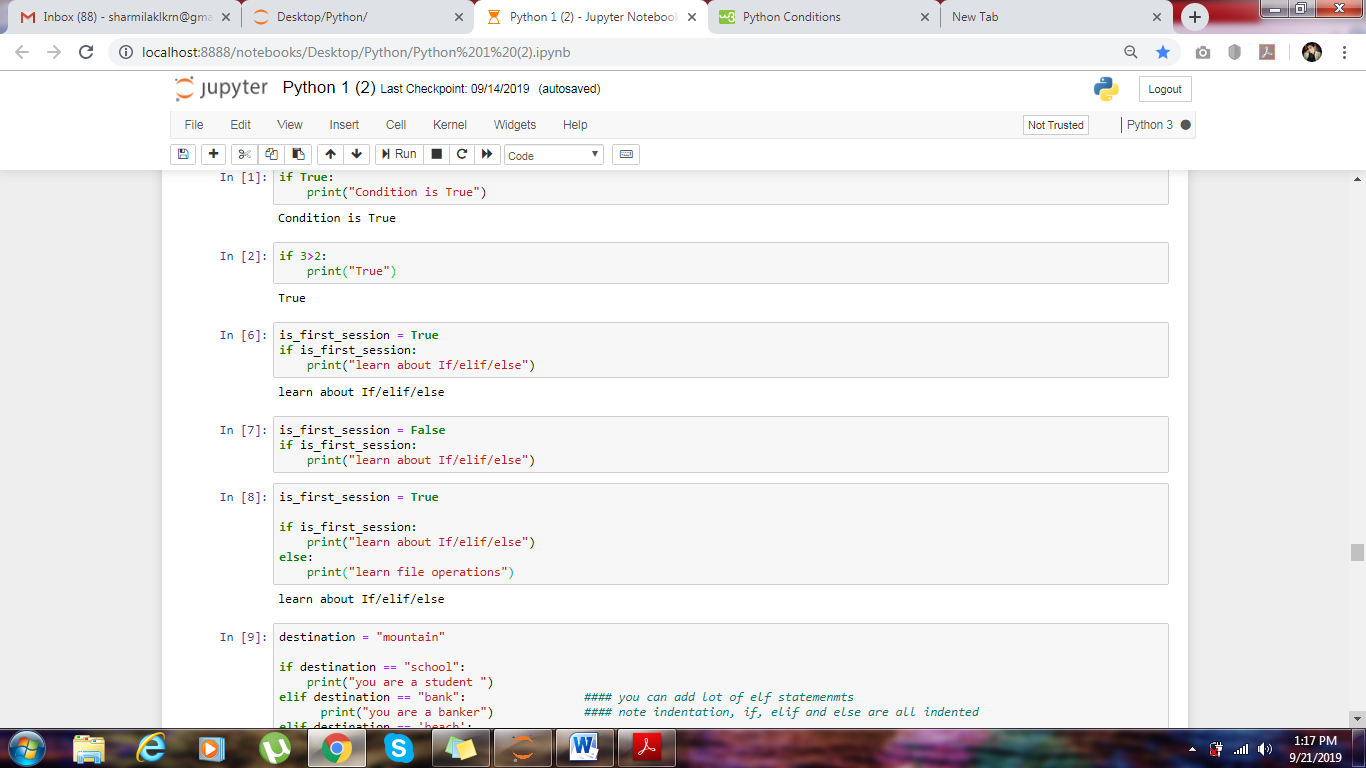 Inbox (88) - sharmilaklkrn@gma
Desktop/Python/
Python 1 (2) - Jupyter Notebook
Python Conditions
New Tab
localhost:8888/notebooks/Desktop/Python/Python%201%20(2).ipynb
jupyter Python 1 (2) Last Checkpoint: 09/14/2019 (autosaved)
Logout
File Edit View Insert Cell Kernel Widgets Help
Not Trusted
Python 3
Run
Code
In [1]: if True:
    print("Condition is True")
Condition is True
In [2]: if 3>2:
    print("True")
True
In [6]: is_first_session = True
if is_first_session:
    print("learn about If/elif/else")
learn about If/elif/else
In [7]: is_first_session = False
if is_first_session:
    print("learn about If/elif/else")
In [8]: is_first_session = True
if is_first_session:
    print("learn about If/elif/else")
else:
    print("learn file operations")
learn about If/elif/else
In [9]: destination = "mountain"
if destination == "school":
    print("you are a student ")
elif destination == "bank":                 #### you can add lot of elf statemenmts
      print("you are a banker")             #### note indentation, if, elif and else are all indented
elif destination == 'beach':
1:17 PM
9/21/2019